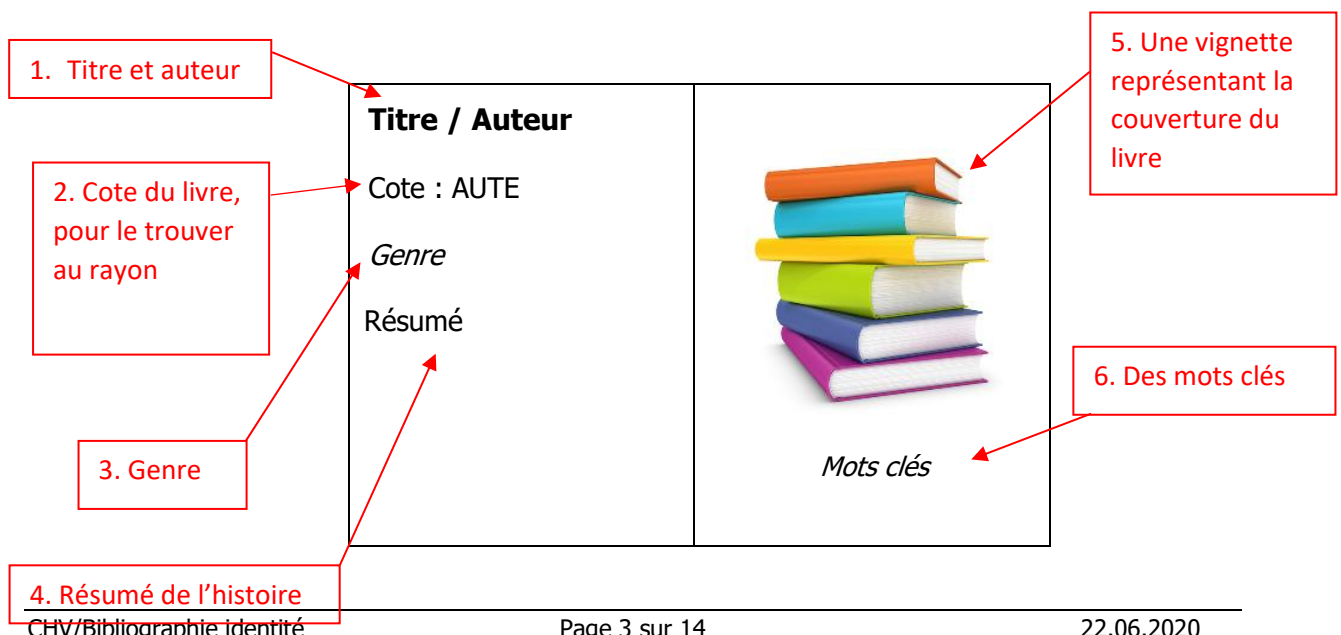 1. Titre et auteur
2. Cote du livre,
pour le trouver
au rayon
3. Genre
4. Résumé de l'histoire
Titre / Auteur
Cote : AUTE
Genre
Résumé
5. Une vignette
représentant la
couverture du
livre
6. Des mots clés
Mots clés
CHV/Bibliographie identité
Page 3 sur 14
22.06.2020